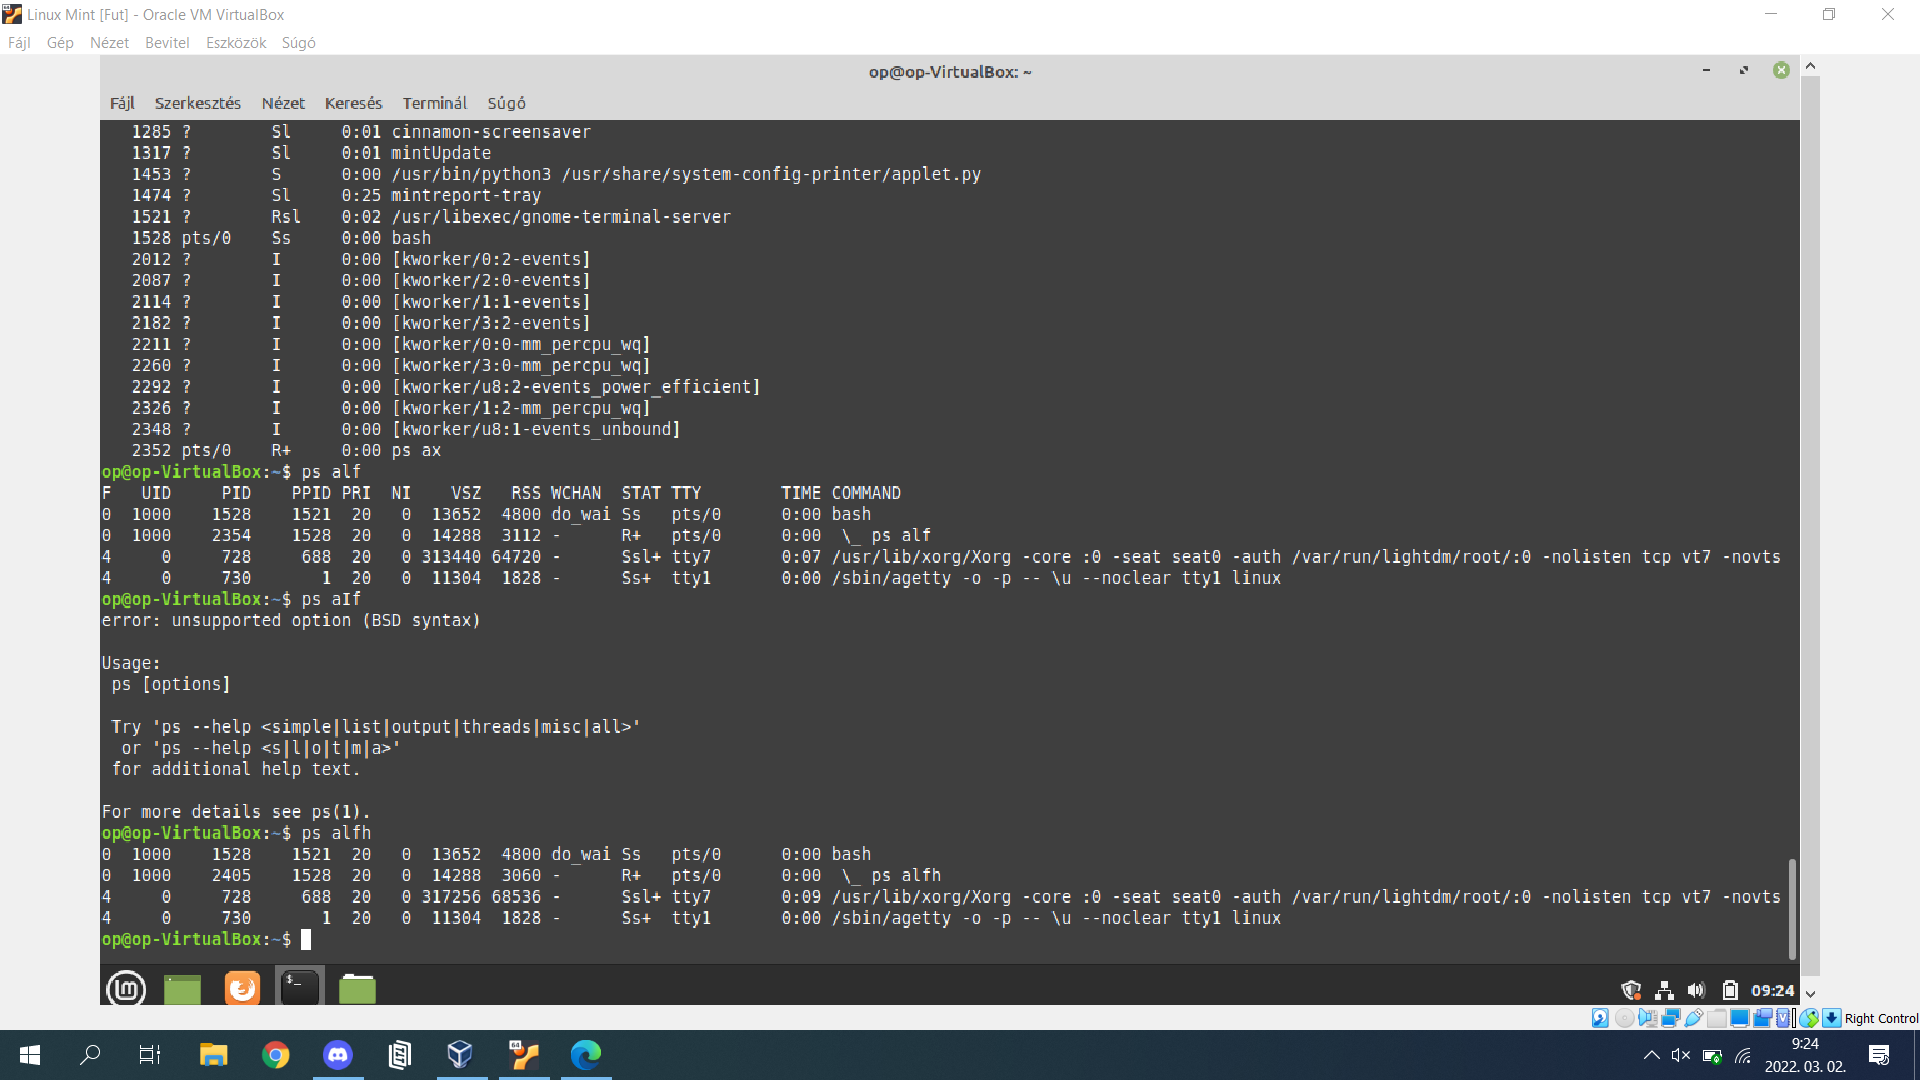 Linux Mint [Fut] - Oracle VM VirtualBox
Fájl Gép Nézet Bevitel Eszközök Súgó
op@op-VirtualBox: ~
Fájl Szerkesztés Nézet Keresés Terminál Súgó
1285 ? Sl 0:01 cinnamon-screensaver
1317 ? Sl 0:01 mintUpdate
1453 ? S 0:00 /usr/bin/python3 /usr/share/system-config-printer/applet.py
1474 ? Sl 0:25 mintreport-tray
1521 ? Rsl 0:02 /usr/libexec/gnome-terminal-server
1528 pts/0 Ss 0:00 bash
2012 ? I 0:00 [kworker/0:2-events]
2087 ? I 0:00 [kworker/2:0-events]
2114 ? I 0:00 [kworker/1:1-events]
2182 ? I 0:00 [kworker/3:2-events]
2211 ? I 0:00 [kworker/0:0-mm_percpu_wq]
2260 ? I 0:00 [kworker/3:0-mm_percpu_wq]
2292 ? I 0:00 [kworker/u8:2-events_power_efficient]
2326 ? I 0:00 [kworker/1:2-mm_percpu_wq]
2348 ? I 0:00 [kworker/u8:1-events_unbound]
2352 pts/0 R+ 0:00 ps ax
op@op-VirtualBox:~$ ps alf
F UID PID PPID PRI NI VSZ RSS WCHAN STAT TTY TIME COMMAND
0 1000 1528 1521 20 0 13652 4800 do_wai Ss pts/0 0:00 bash
0 1000 2354 1528 20 0 14288 3112 - R+ pts/0 0:00 \_ ps alf
4 0 728 688 20 0 313440 64720 - Ssl+ tty7 0:07 /usr/lib/xorg/Xorg -core :0 -seat seat0 -auth /var/run/lightdm/root/:0 -nolisten tcp vt7 -novts
4 0 730 1 20 0 11304 1828 - Ss+ tty1 0:00 /sbin/agetty -o -p -- \u --noclear tty1 linux
op@op-VirtualBox:~$ ps aIf
error: unsupported option (BSD syntax)
Usage:
ps [options]
Try 'ps --help <simple|list|output|threads|misc|all>'
or 'ps --help <s|l|o|t|m|a>'
for additional help text.
For more details see ps(1).
op@op-VirtualBox:~$ ps alfh
0 1000 1528 1521 20 0 13652 4800 do_wai Ss pts/0 0:00 bash
0 1000 2405 1528 20 0 14288 3060 - R+ pts/0 0:00 \_ ps alfh
4 0 728 688 20 0 317256 68536 - Ssl+ tty7 0:09 /usr/lib/xorg/Xorg -core :0 -seat seat0 -auth /var/run/lightdm/root/:0 -nolisten tcp vt7 -novts
4 0 730 1 20 0 11304 1828 - Ss+ tty1 0:00 /sbin/agetty -o -p -- \u --noclear tty1 linux
op@op-VirtualBox:~$
09:24
Right Control
9:24
2022. 03. 02.